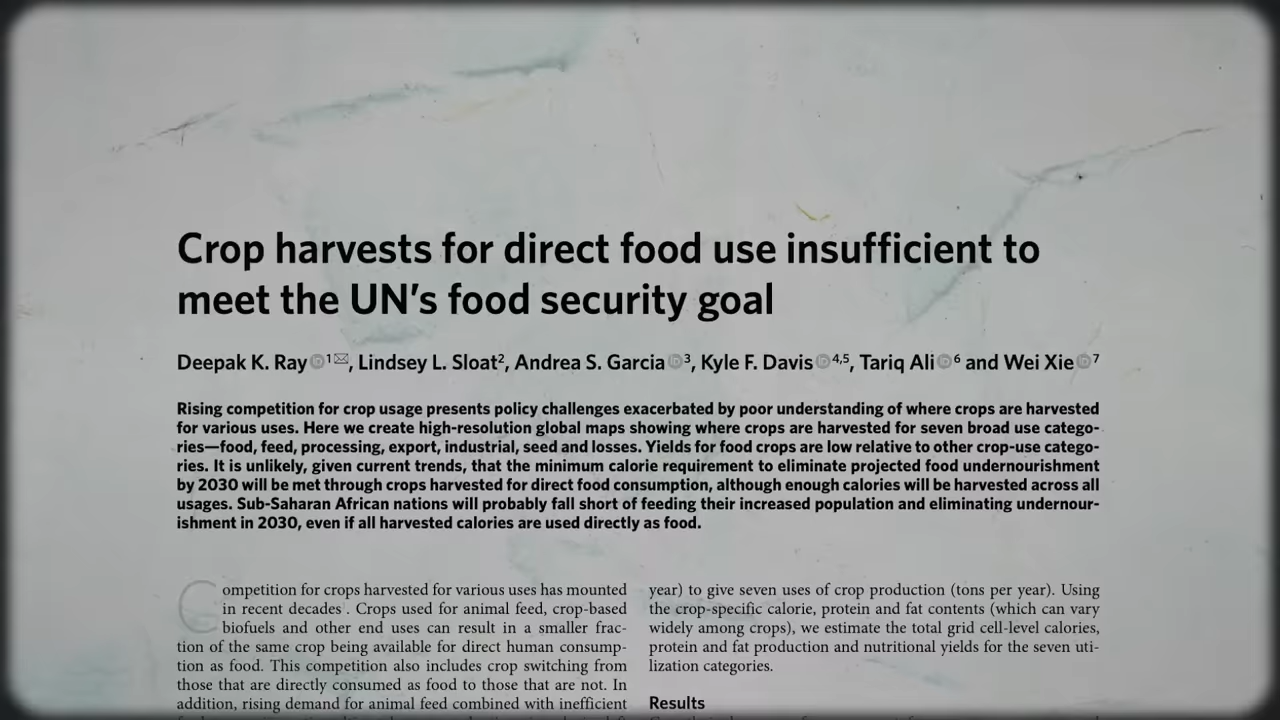 Crop harvests for direct food use insufficient to
meet the UN's food security goal
Deepak K. Ray 1, Lindsey L. Sloat2, Andrea S. Garcia 3, Kyle F. Davis 4,5, Tariq Ali 6 and Wei Xie 7
Rising competition for crop usage presents policy challenges exacerbated by poor understanding of where crops are harvested
for various uses. Here we create high-resolution global maps showing where crops are harvested for seven broad use catego-
ries—food, feed, processing, export, industrial, seed and losses. Yields for food crops are low relative to other crop-use catego-
ries. It is unlikely, given current trends, that the minimum calorie requirement to eliminate projected food undernourishment
by 2030 will be met through crops harvested for direct food consumption, although enough calories will be harvested across all
usages. Sub-Saharan African nations will probably fall short of feeding their increased population and eliminating undernour-
ishment in 2030, even if all harvested calories are used directly as food.
Competition for crops harvested for various uses has mounted
in recent decades. Crops used for animal feed, crop-based
biofuels and other end uses can result in a smaller frac-
tion of the same crop being available for direct human consump-
tion as food. This competition also includes crop switching from
those that are directly consumed as food to those that are not. In
addition, rising demand for animal feed combined with inefficient
year) to give seven uses of crop production (tons per year). Using
the crop-specific calorie, protein and fat contents (which can vary
widely among crops), we estimate the total grid cell-level calories,
protein and fat production and nutritional yields for the seven uti-
lization categories.
Results